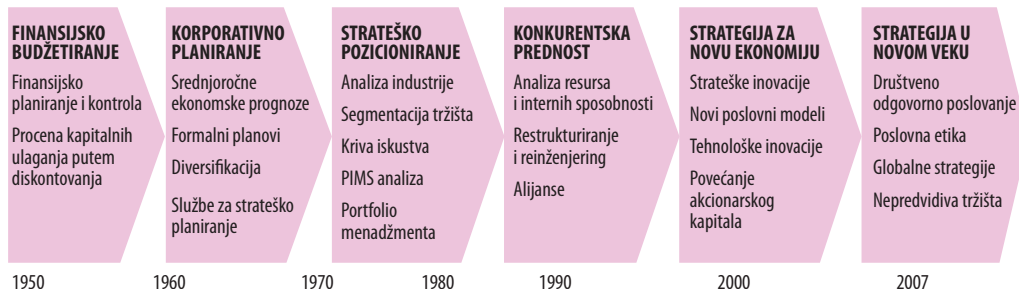 FINANSIJSKO
BUDŽETIRANJE
Finansijsko
planiranje i kontrola
Procena kapitalnih
ulaganja putem
diskontovanja
KORPORATIVNO
PLANIRANJE
Srednjoročne
ekonomske prognoze
Formalni planovi
Diversifikacija
Službe za strateško
planiranje
STRATEŠKO
POZICIONIRANJE
Analiza industrije
Segmentacija tržišta
Kriva iskustva
PIMS analiza
Portfolio
menadžmenta
KONKURENTSKA
PREDNOST
Analiza resursa
i internih sposobnosti
Restrukturiranje
i reinženjering
Alijanse
STRATEGIJA ZA
NOVU EKONOMIJU
Strateške inovacije
Novi poslovni modeli
Tehnološke inovacije
Povećanje
akcionarskog
kapitala
STRATEGIJA U
NOVOM VEKU
Društveno
odgovorno poslovanje
Poslovna etika
Globalne strategije
Nepredvidiva tržišta
1950 1960 1970 1980 1990 2000 2007